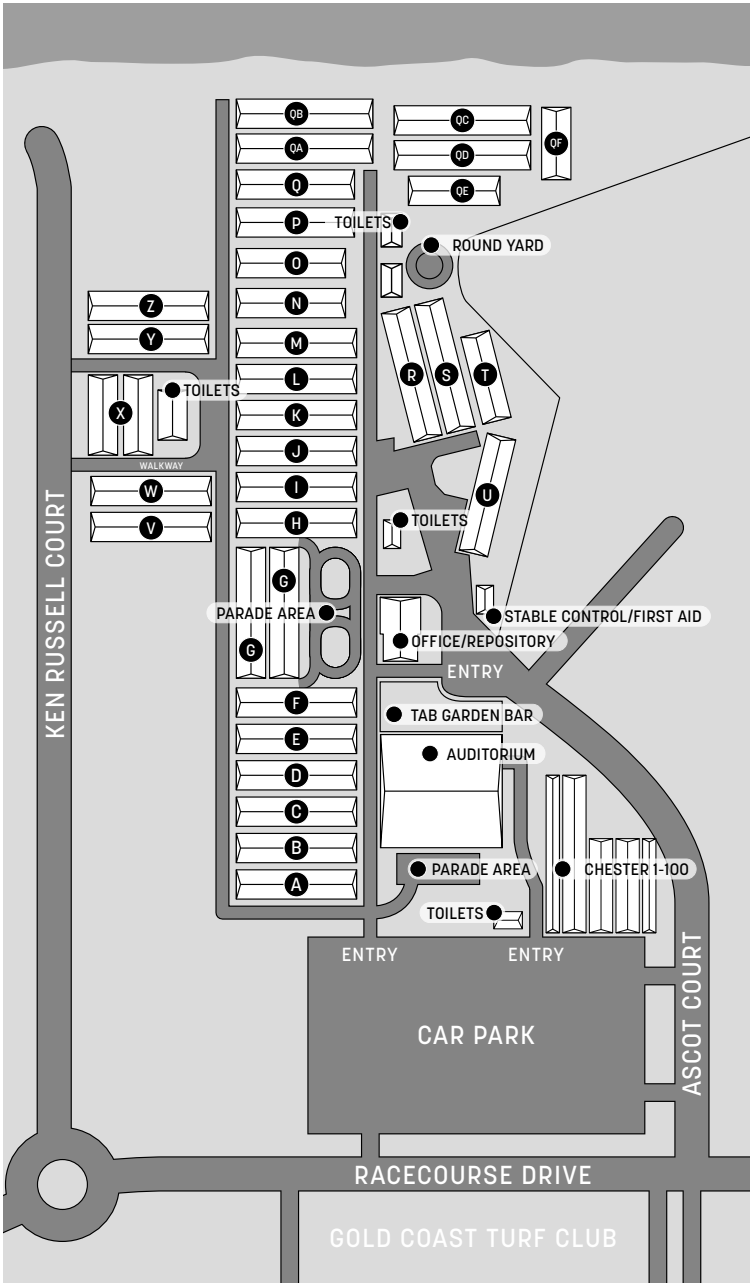 QB
QC
QF
QA
QD
Q
QE
P
TOILETS
ROUND YARD
O
Z
N
Y
M
R
S
T
L
X
TOILETS
K
J
WALKWAY
W
I
U
V
H
TOILETS
G
PARADE AREA
STABLE CONTROL/FIRST AID
G
OFFICE/REPOSITORY
ENTRY
KEN RUSSELL COURT
F
TAB GARDEN BAR
E
AUDITORIUM
D
C
B
PARADE AREA
CHESTER 1-100
A
TOILETS
ENTRY
ENTRY
CAR PARK
ASCOT COURT
RACECOURSE DRIVE
GOLD COAST TURF CLUB